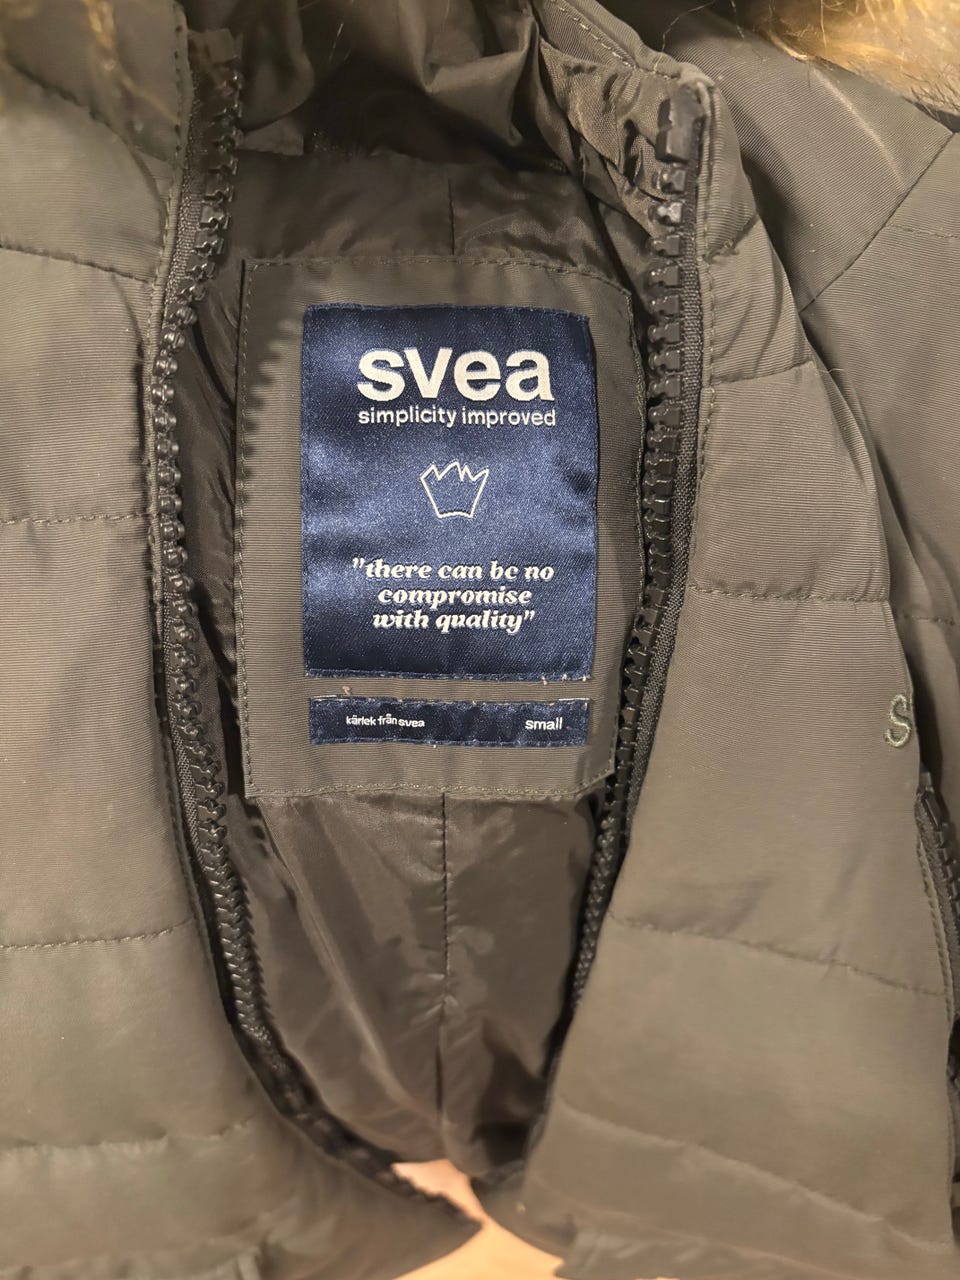 svea
simplicity improved
"there can be no
compromise
with quality"
kärlek från svea small
S